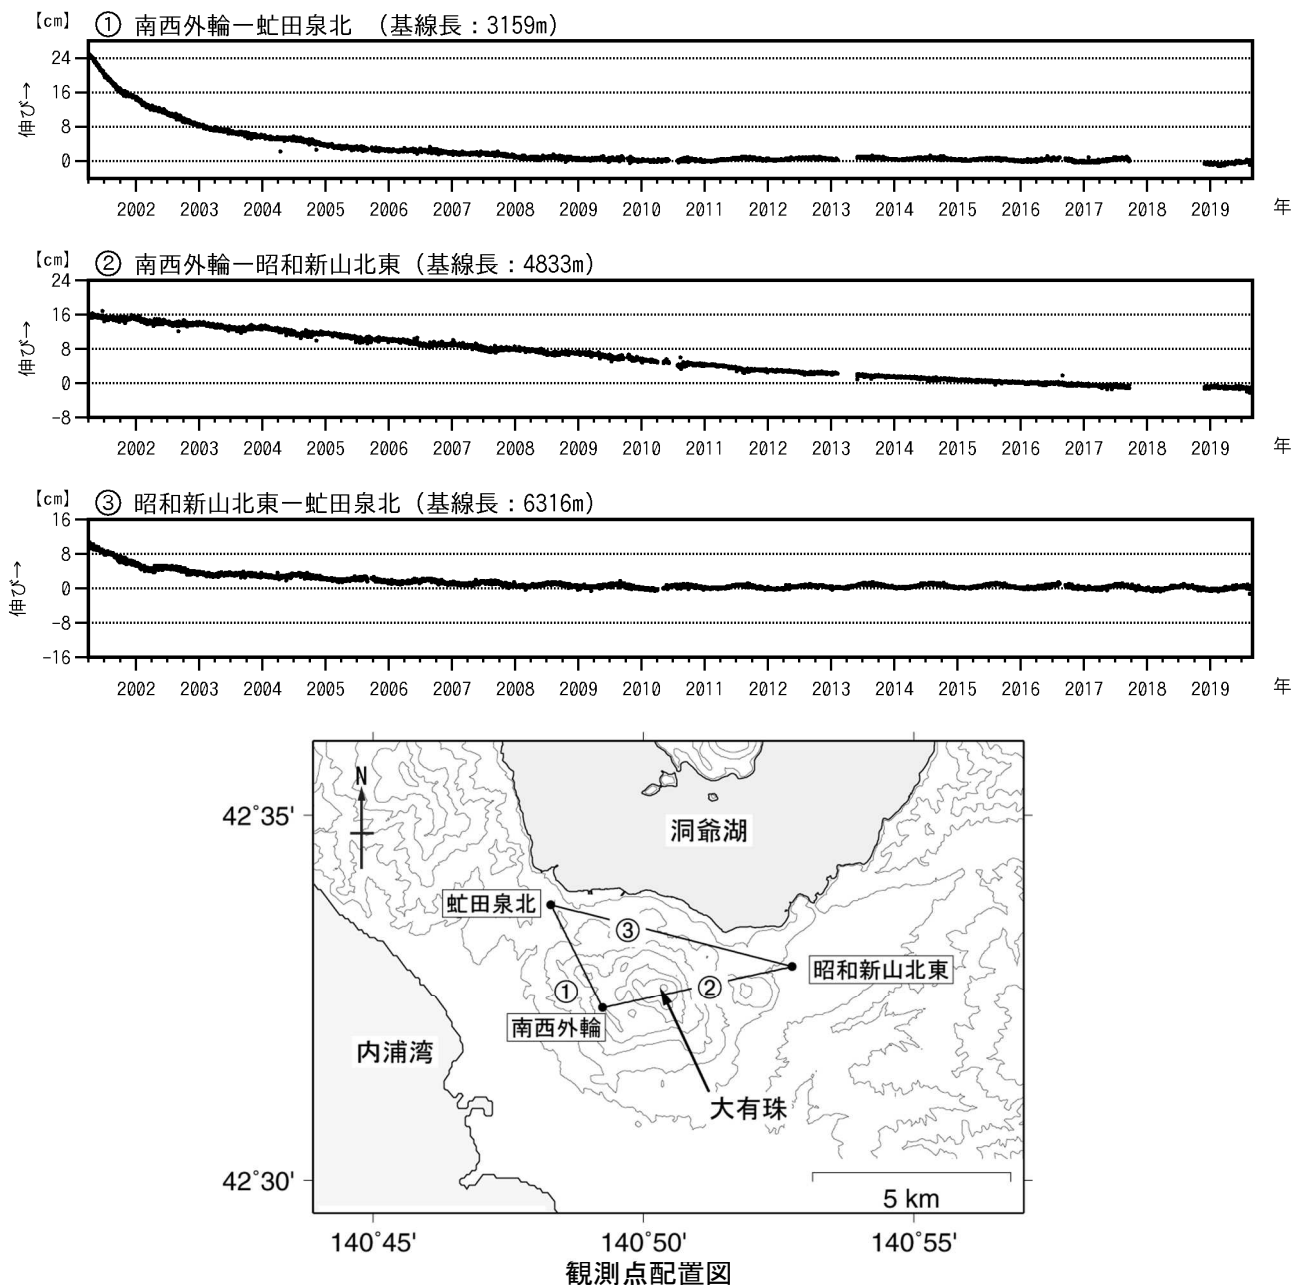 【cm】 ① 南西外輪ー虻田泉北 （基線長：3159m）
24
16
8
0
伸び→
2002 2003 2004 2005 2006 2007 2008 2009 2010 2011 2012 2013 2014 2015 2016 2017 2018 2019 年
【cm】 ② 南西外輪ー昭和新山北東（基線長：4833m）
24
16
8
0
-8
伸び→
2002 2003 2004 2005 2006 2007 2008 2009 2010 2011 2012 2013 2014 2015 2016 2017 2018 2019 年
【cm】 ③ 昭和新山北東ー虻田泉北（基線長：6316m）
16
8
0
-8
-16
伸び→
2002 2003 2004 2005 2006 2007 2008 2009 2010 2011 2012 2013 2014 2015 2016 2017 2018 2019 年
N
42°35'
洞爺湖
虻田泉北
③
昭和新山北東
①
②
南西外輪
内浦湾
大有珠
42°30'
5 km
140°45' 140°50' 140°55'
観測点配置図